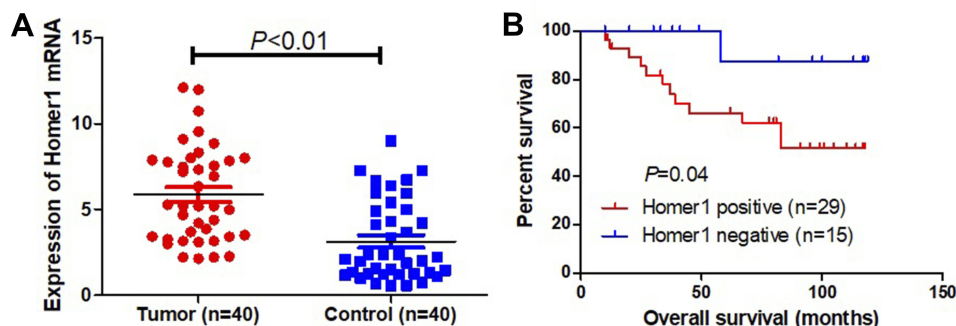 A
Expression of Homer1 mRNA
15
10
5
0
P<0.01
Tumor (n=40)
Control (n=40)
B
Percent survival
100
80
60
40
20
0
P=0.04
Homer1 positive (n=29)
Homer1 negative (n=15)
0
50
100
150
Overall survival (months)